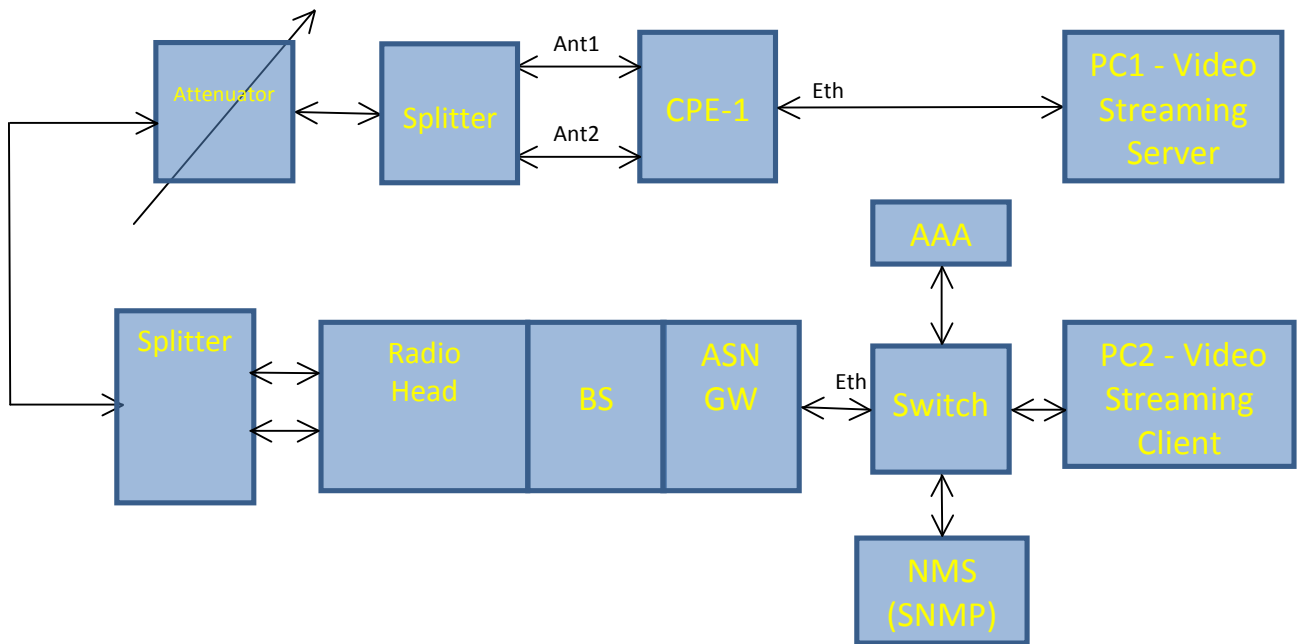 Attenuator
Splitter
Ant1
Ant2
CPE-1
Eth
PC1 - Video
Streaming
Server
AAA
Splitter
Radio
Head
BS
ASN
GW
Eth
Switch
PC2 - Video
Streaming
Client
NMS
(SNMP)